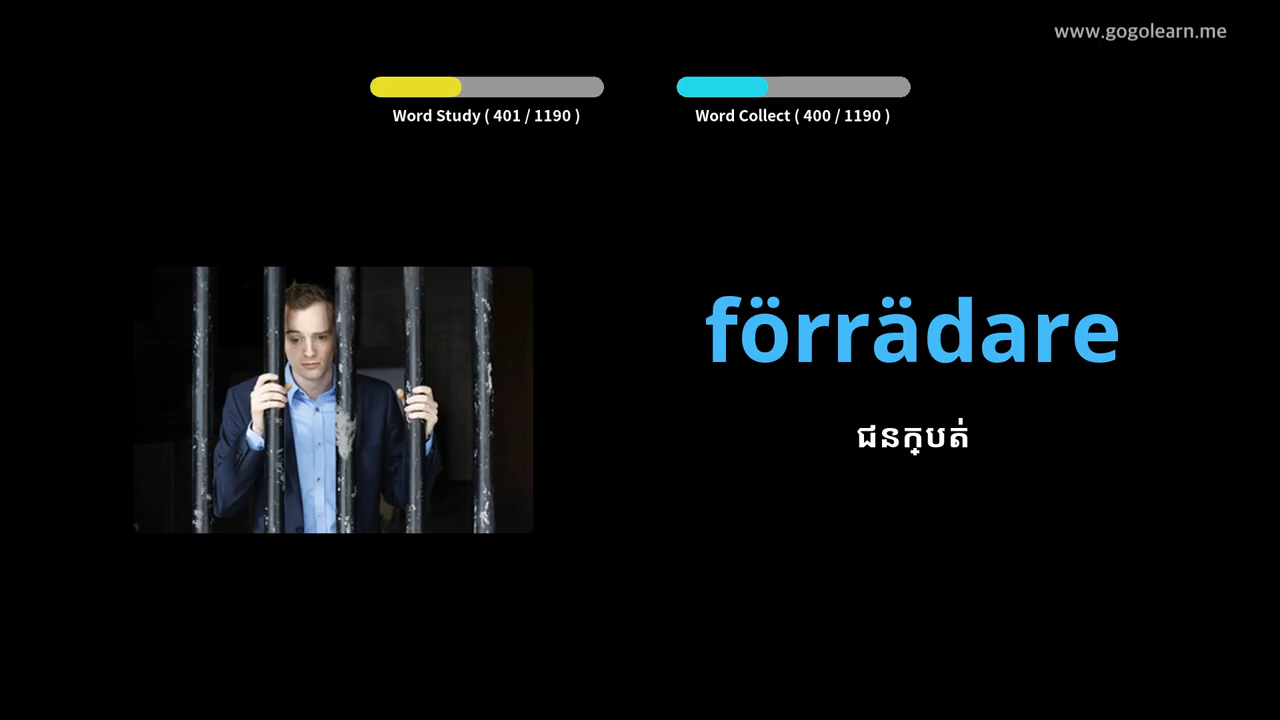 www.gogolearn.me
Word Study ( 401 / 1190 )
Word Collect ( 400 / 1190 )
förrädare
ជនក្បត់